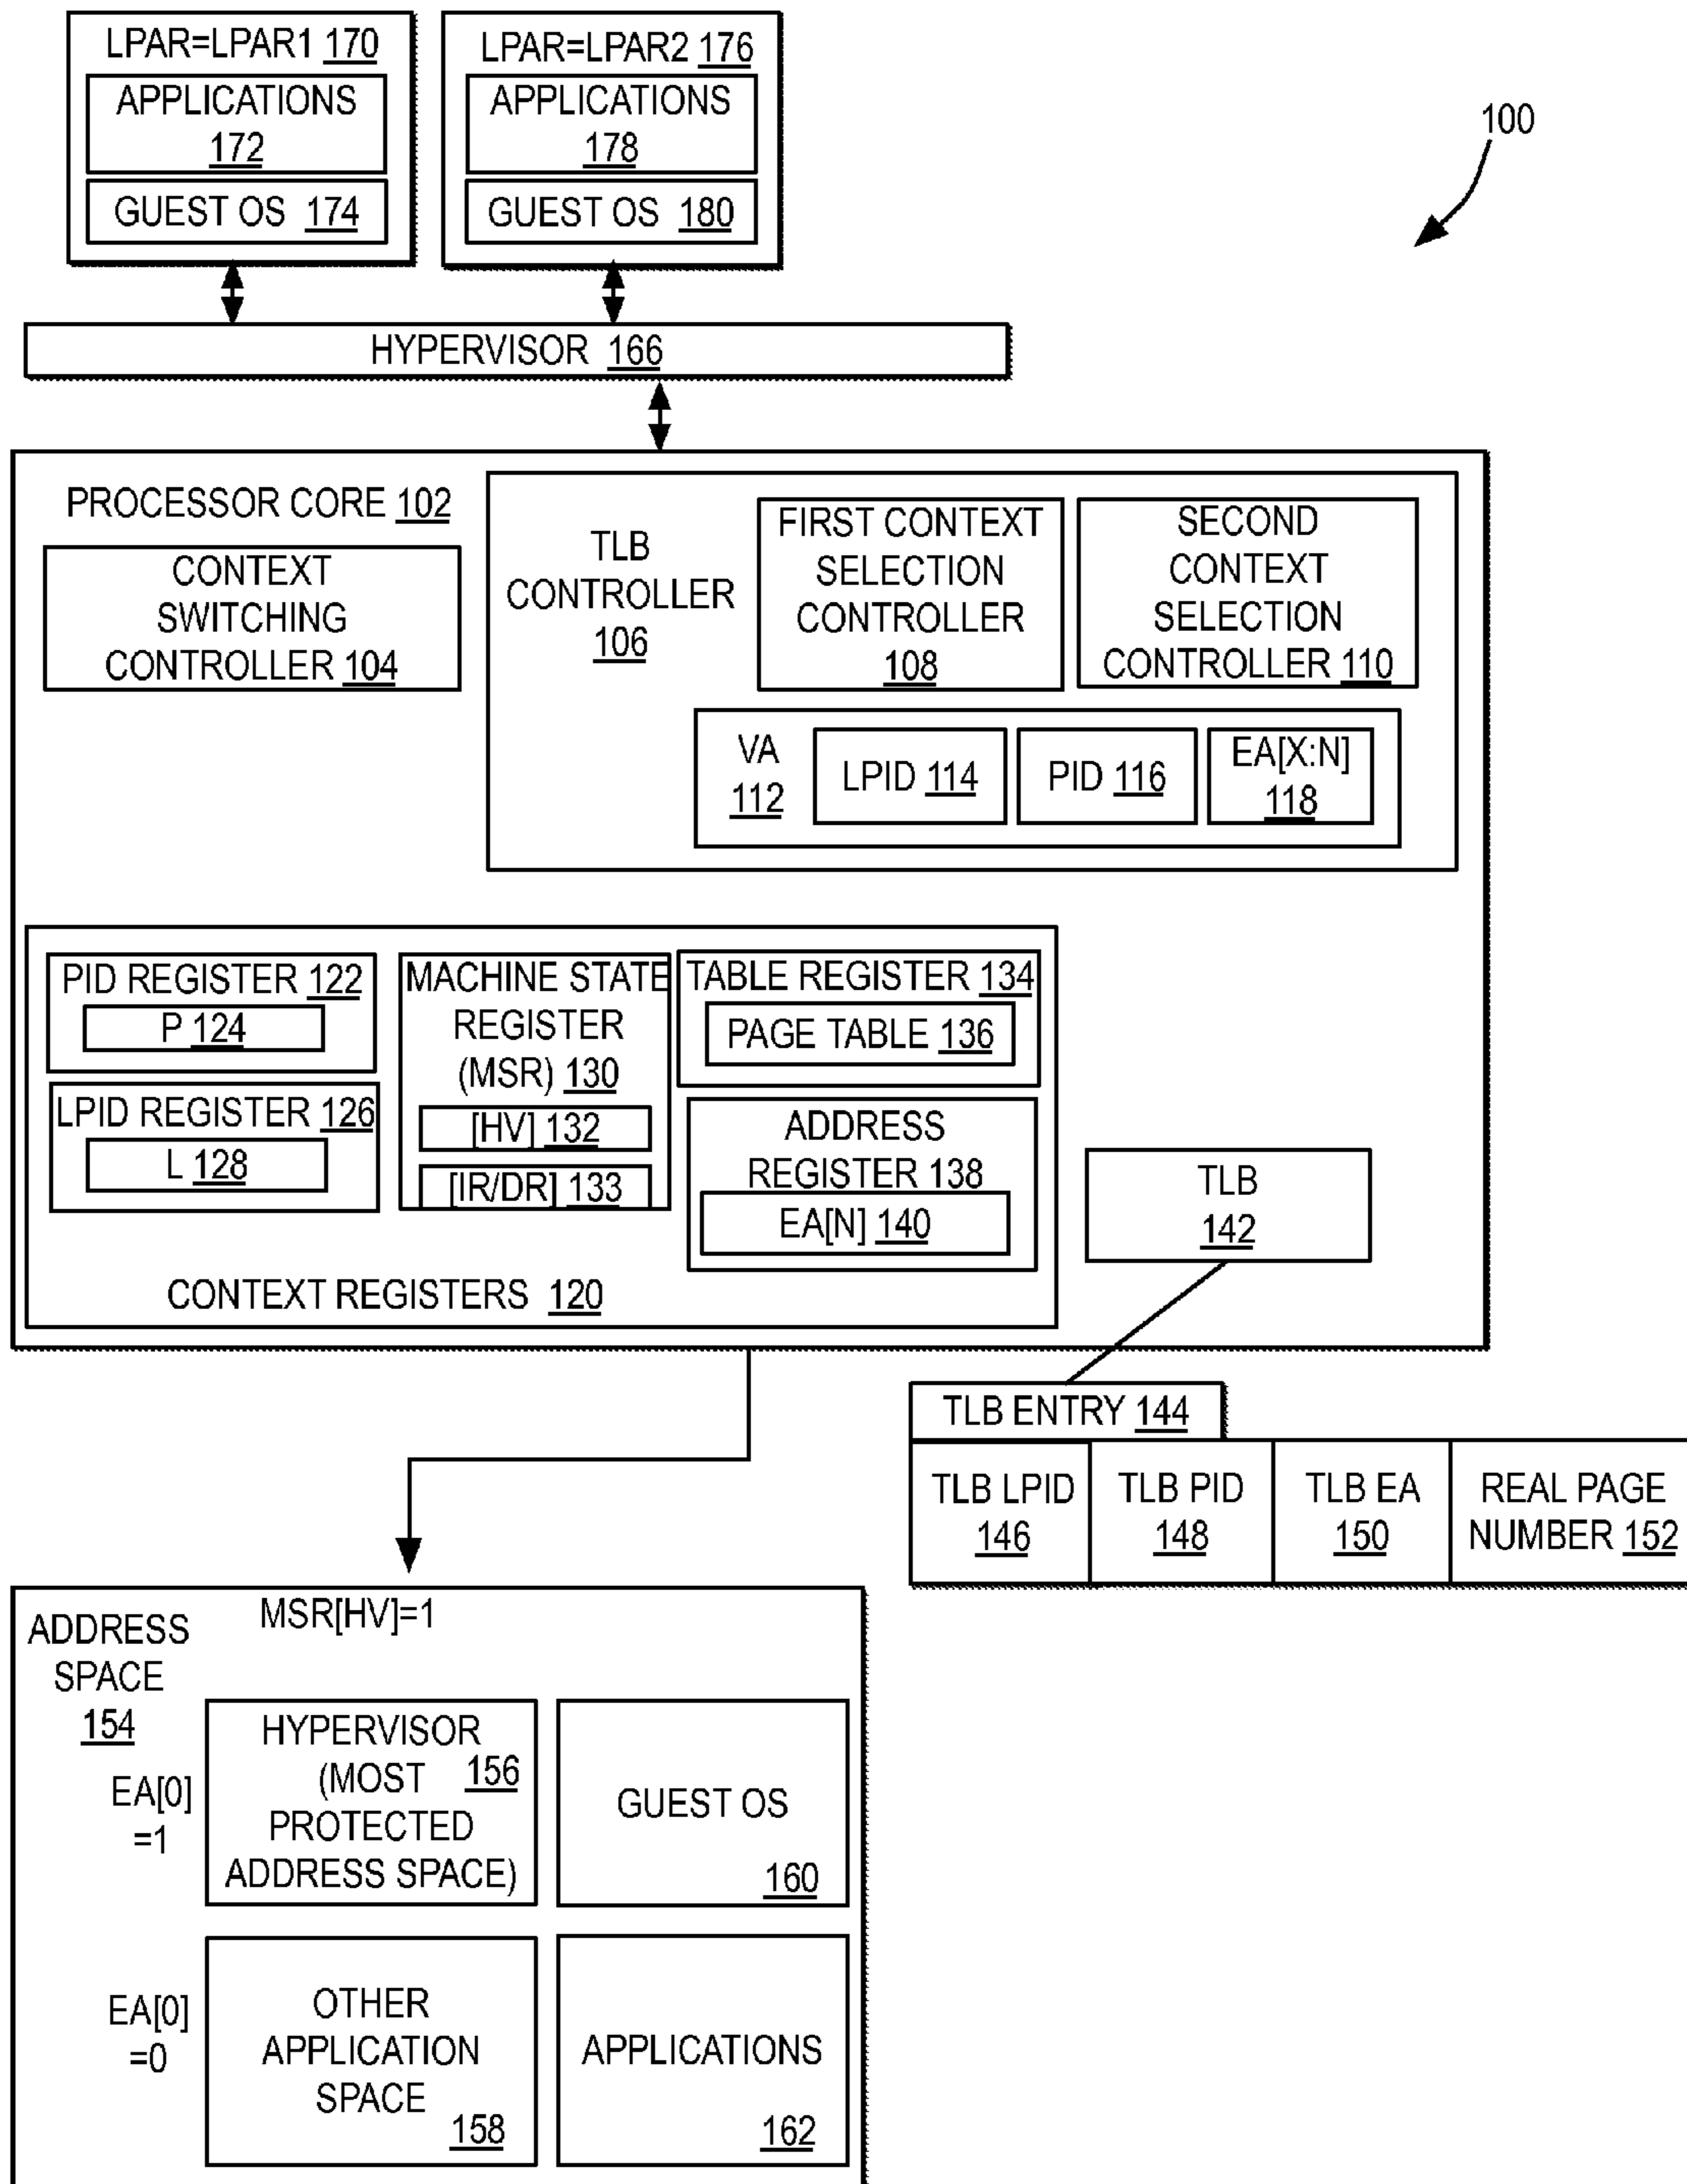 LPAR=LPAR1 170
APPLICATIONS
172
GUEST OS 174
LPAR=LPAR2 176
APPLICATIONS
178
GUEST OS 180
100
HYPERVISOR 166
PROCESSOR CORE 102
CONTEXT
SWITCHING
CONTROLLER 104
TLB
CONTROLLER
106
FIRST CONTEXT
SELECTION
CONTROLLER
108
SECOND
CONTEXT
SELECTION
CONTROLLER 110
VA
112
LPID 114
PID 116
EA[X:N]
118
PID REGISTER 122
P 124
LPID REGISTER 126
L 128
MACHINE STATE
REGISTER
(MSR) 130
[HV] 132
[IR/DR] 133
TABLE REGISTER 134
PAGE TABLE 136
ADDRESS
REGISTER 138
EA[N] 140
CONTEXT REGISTERS 120
TLB
142
TLB ENTRY 144
TLB LPID
146
TLB PID
148
TLB EA
150
REAL PAGE
NUMBER 152
ADDRESS
SPACE
154
MSR[HV]=1
EA[0]
=1
HYPERVISOR
(MOST 156
PROTECTED
ADDRESS SPACE)
GUEST OS
160
EA[0]
=0
OTHER
APPLICATION
SPACE
158
APPLICATIONS
162